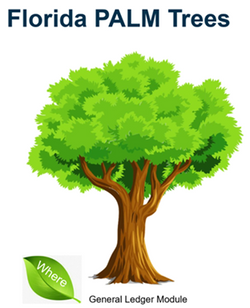 Florida PALM Trees
Where
General Ledger Module